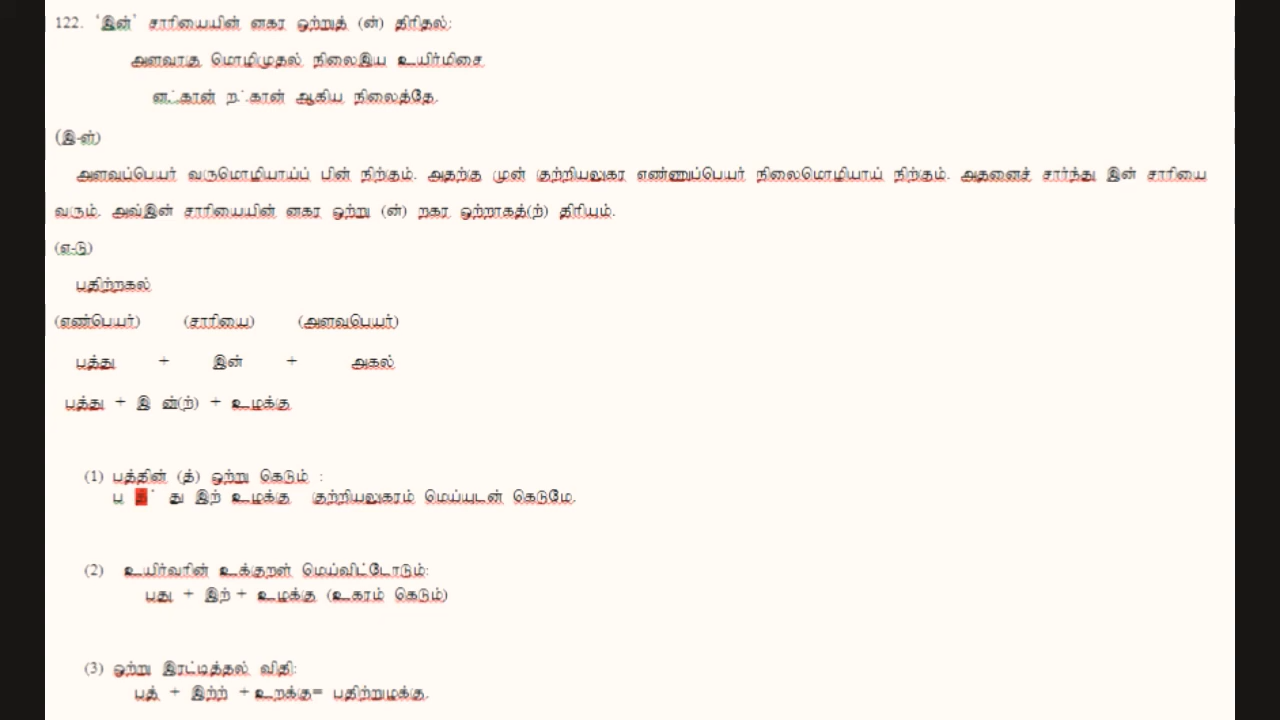 122. 'இன்' சாரியையின் னகர ஒற்றுத் (ன்) திரிதல்:
அளவாகு மொழிமுதல் நிலைஇய உயிர்மிசை
னஃகான் றஃகான் ஆகிய நிலைத்தே.
(இ-ள்)
அளவுப்பெயர் வருமொழியாய்ப் பின் நிற்கும். அதற்கு முன் குற்றியலுகர எண்ணுப்பெயர் நிலைமொழியாய் நிற்கும். அதனைச் சார்ந்து இன் சாரியை
வரும். அவ்இன் சாரியையின் னகர ஒற்று (ன்) றகர ஒற்றாகத்(ற்) திரியும்.
(எ-டு)
பதிற்றகல்
(எண்பெயர்) (சாரியை) (அளவுபெயர்)
பத்து + இன் + அகல்
பத்து + இ ன்(ற்) + உழக்கு
(1) பத்தின் (த்) ஒற்று கெடும் :
ப த் து இற் உழக்கு குற்றியலுகரம் மெய்யுடன் கெடுமே.
(2) உயிர்வரின் உக்குறள் மெய்விட்டோடும்:
பது + இற் + உழக்கு (உகரம் கெடும்)
(3) ஒற்று இரட்டித்தல் விதி:
பத் + இற்ற் + உறக்கு= பதிற்றுழக்கு.